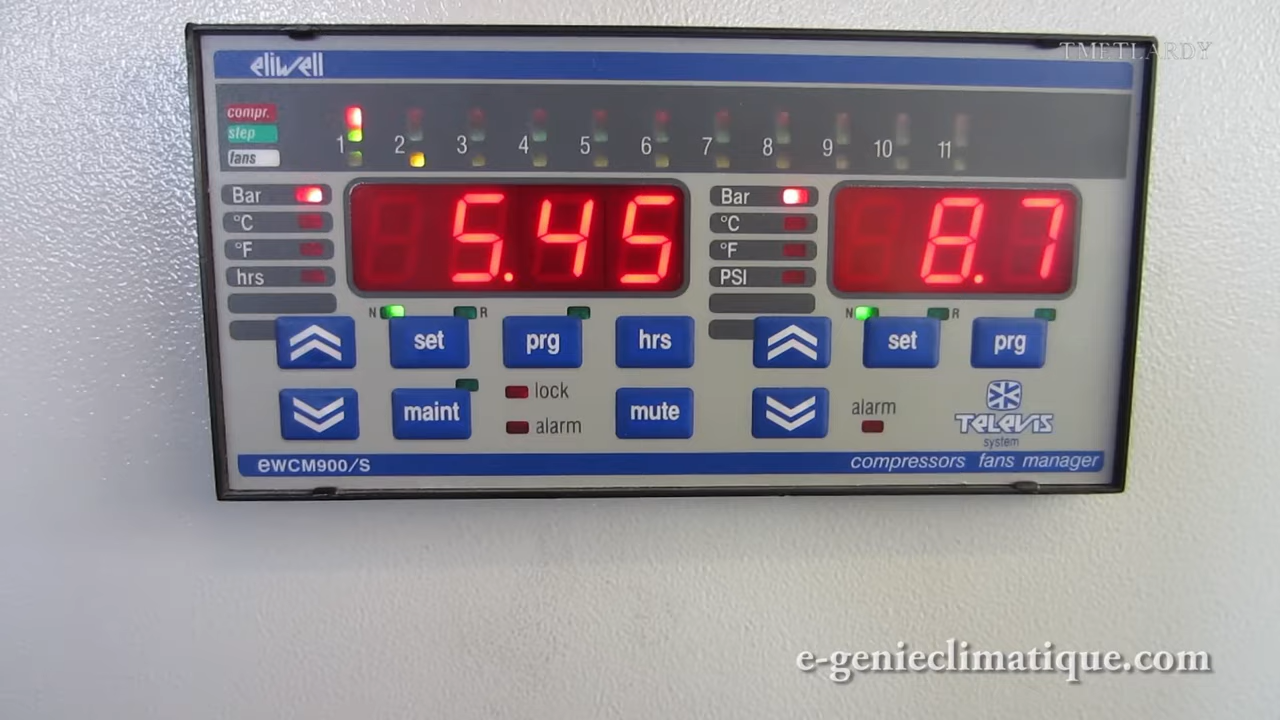 TMETLARDY
eliwell
compr.
step
fans
1 2 3 4 5 6 7 8 9 10 11
Bar
°C
°F
hrs
5.45
Bar
°C
°F
PSI
8.7
N R
set
prg
hrs
N R
set
prg
maint
lock
alarm
mute
alarm
TELEVIS
system
eWCM900/S
compressors fans manager
e-genieclimatique.com